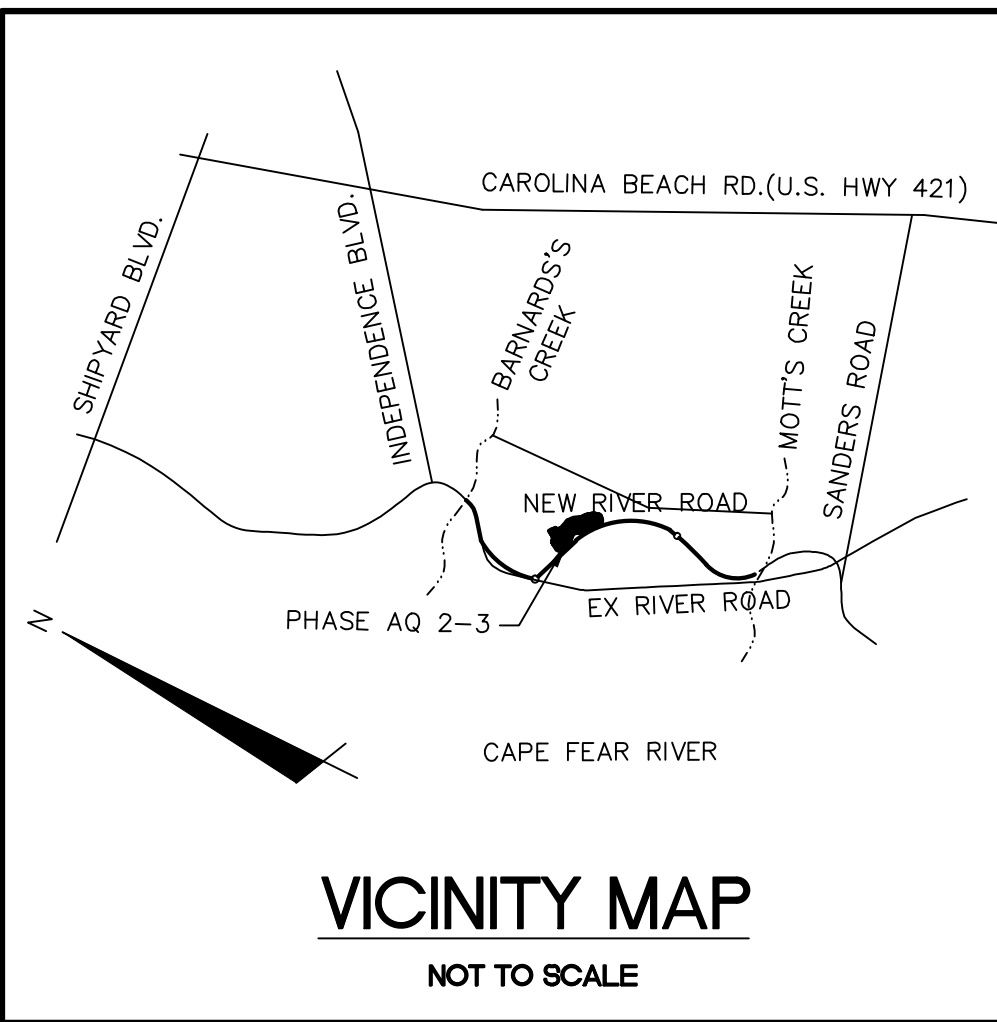 CAROLINA BEACH RD.(U.S. HWY 421)
SHIPYARD BLVD.
INDEPENDENCE BLVD.
BARNARDS'S
CREEK
MOTT'S CREEK
SANDERS ROAD
NEW RIVER ROAD
EX RIVER ROAD
PHASE AQ 2-3
N
CAPE FEAR RIVER
VICINITY MAP
NOT TO SCALE